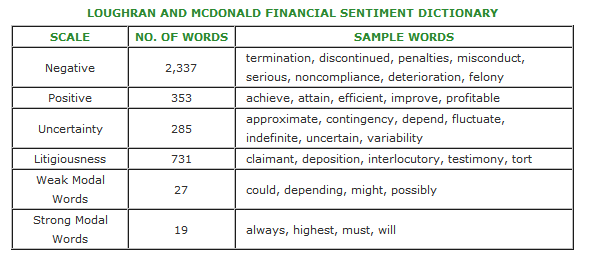 LOUGHRAN AND MCDONALD FINANCIAL SENTIMENT DICTIONARY
SCALE NO. OF WORDS SAMPLE WORDS
Negative 2,337 termination, discontinued, penalties, misconduct,
serious, noncompliance, deterioration, felony
Positive 353 achieve, attain, efficient, improve, profitable
Uncertainty 285 approximate, contingency, depend, fluctuate,
indefinite, uncertain, variability
Litigiousness 731 claimant, deposition, interlocutory, testimony, tort
Weak Modal
Words 27 could, depending, might, possibly
Strong Modal
Words 19 always, highest, must, will